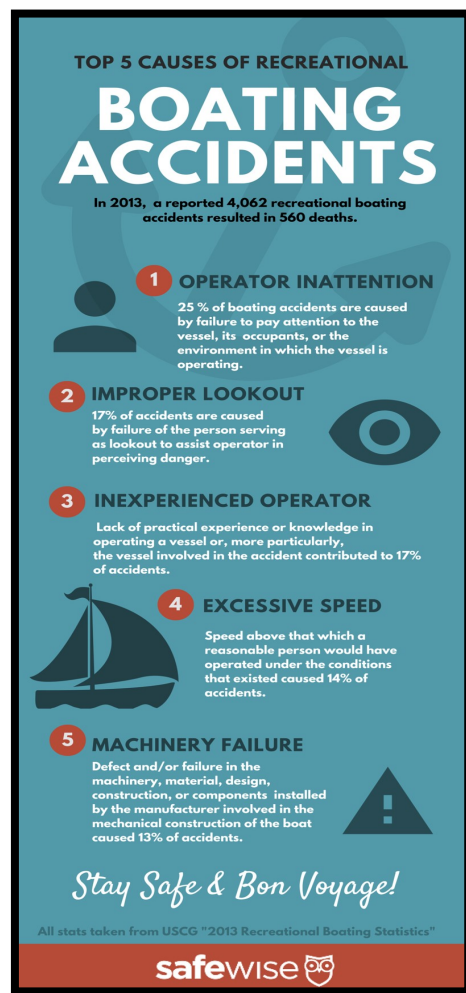 TOP 5 CAUSES OF RECREATIONAL
BOATING
ACCIDENTS
In 2013, a reported 4,062 recreational boating
accidents resulted in 560 deaths.
1 OPERATOR INATTENTION
25 % of boating accidents are caused
by failure to pay attention to the
vessel, its occupants, or the
environment in which the vessel is
operating.
2 IMPROPER LOOKOUT
17% of accidents are caused
by failure of the person serving
as lookout to assist operator in
perceiving danger.
3 INEXPERIENCED OPERATOR
Lack of practical experience or knowledge in
operating a vessel or, more particularly,
the vessel involved in the accident contributed to 17%
of accidents.
4 EXCESSIVE SPEED
Speed above that which a
reasonable person would have
operated under the conditions
that existed caused 14% of
accidents.
5 MACHINERY FAILURE
Defect and/or failure in the
machinery, material, design,
construction, or components installed
by the manufacturer involved in the
mechanical construction of the boat
caused 13% of accidents.
Stay Safe & Bon Voyage!
All stats taken from USCG "2013 Recreational Boating Statistics"
safewise